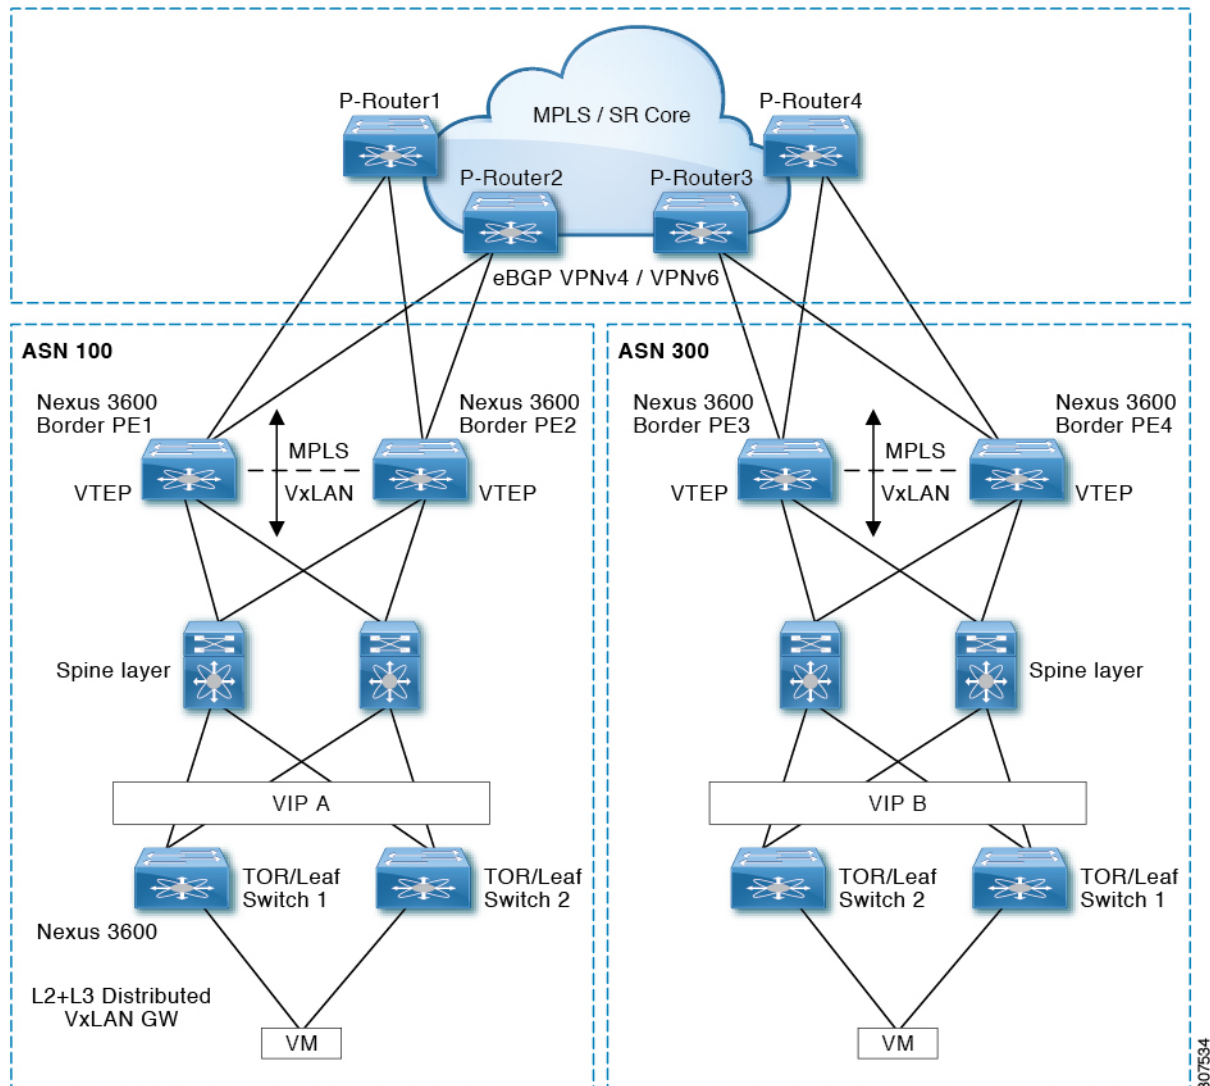 P-Router1
P-Router4
MPLS / SR Core
P-Router2
P-Router3
eBGP VPNv4 / VPNv6
ASN 100
Nexus 3600
Border PE1
Nexus 3600
Border PE2
MPLS
VTEP
VxLAN
VTEP
Spine layer
VIP A
TOR/Leaf
Switch 1
TOR/Leaf
Switch 2
Nexus 3600
L2+L3 Distributed
VxLAN GW
VM
ASN 300
Nexus 3600
Border PE3
Nexus 3600
Border PE4
MPLS
VTEP
VxLAN
VTEP
Spine layer
VIP B
TOR/Leaf
Switch 2
TOR/Leaf
Switch 1
VM
307534